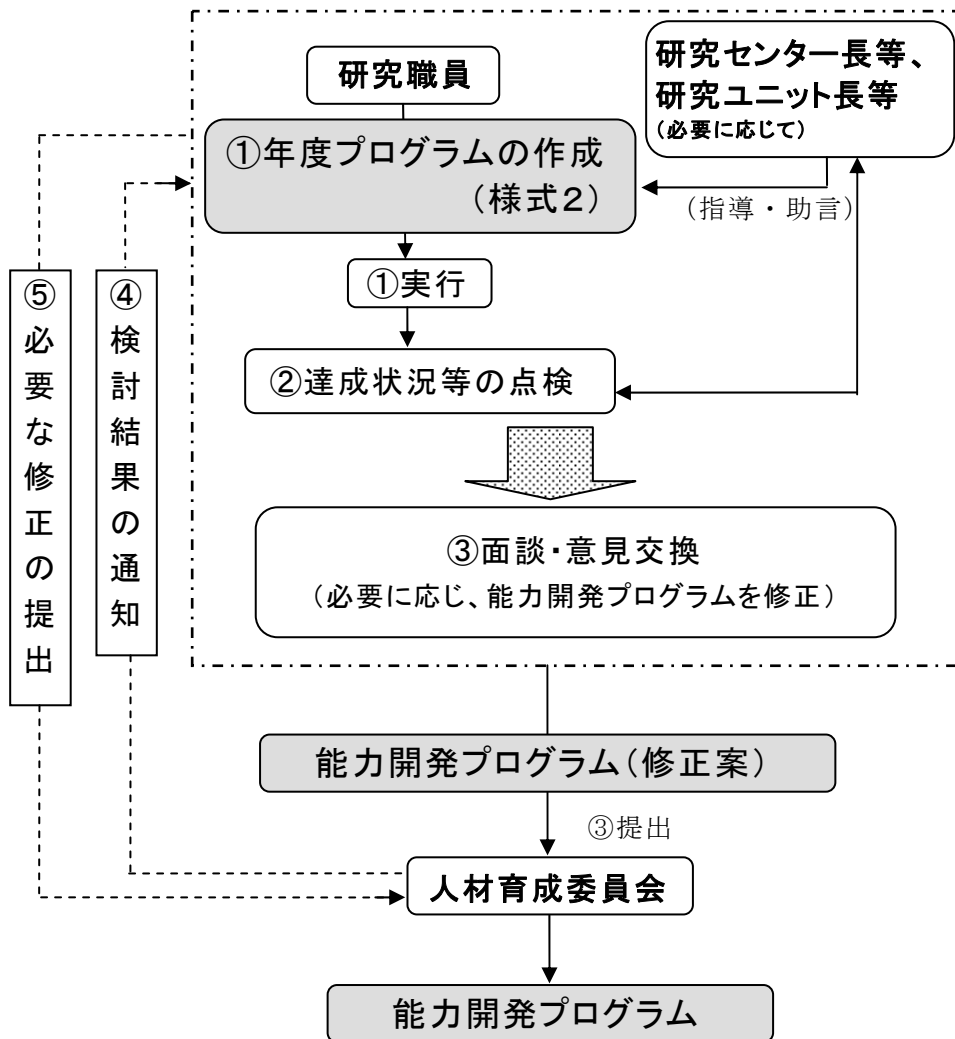 研究職員
研究センター長等、
研究ユニット長等
(必要に応じて)
①年度プログラムの作成
(様式2)
(指導・助言)
①実行
②達成状況等の点検
③面談・意見交換
(必要に応じ、能力開発プログラムを修正)
⑤必要な修正の提出
④検討結果の通知
能力開発プログラム(修正案)
③提出
人材育成委員会
能力開発プログラム